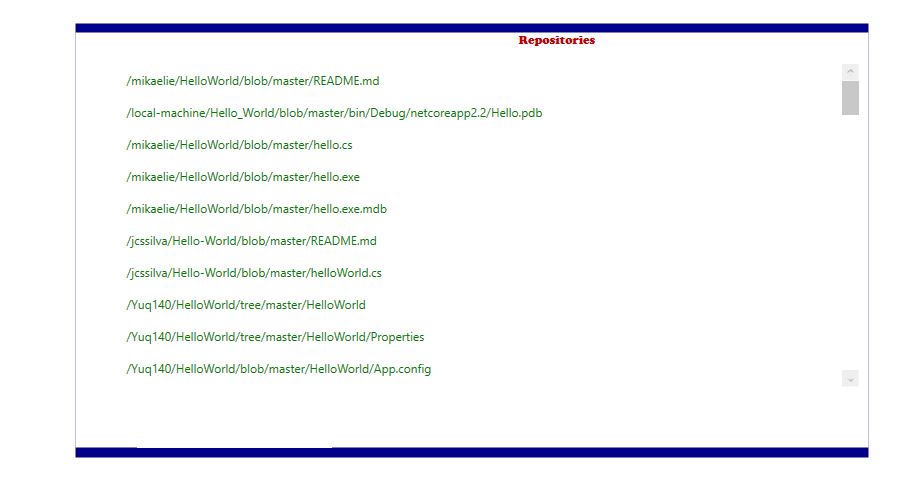 Repositories
/mikaelie/HelloWorld/blob/master/README.md
/local-machine/Hello_World/blob/master/bin/Debug/netcoreapp2.2/Hello.pdb
/mikaelie/HelloWorld/blob/master/hello.cs
/mikaelie/HelloWorld/blob/master/hello.exe
/mikaelie/HelloWorld/blob/master/hello.exe.mdb
/jcssilva/Hello-World/blob/master/README.md
/jcssilva/Hello-World/blob/master/helloWorld.cs
/Yuq140/HelloWorld/tree/master/HelloWorld
/Yuq140/HelloWorld/tree/master/HelloWorld/Properties
/Yuq140/HelloWorld/blob/master/HelloWorld/App.config